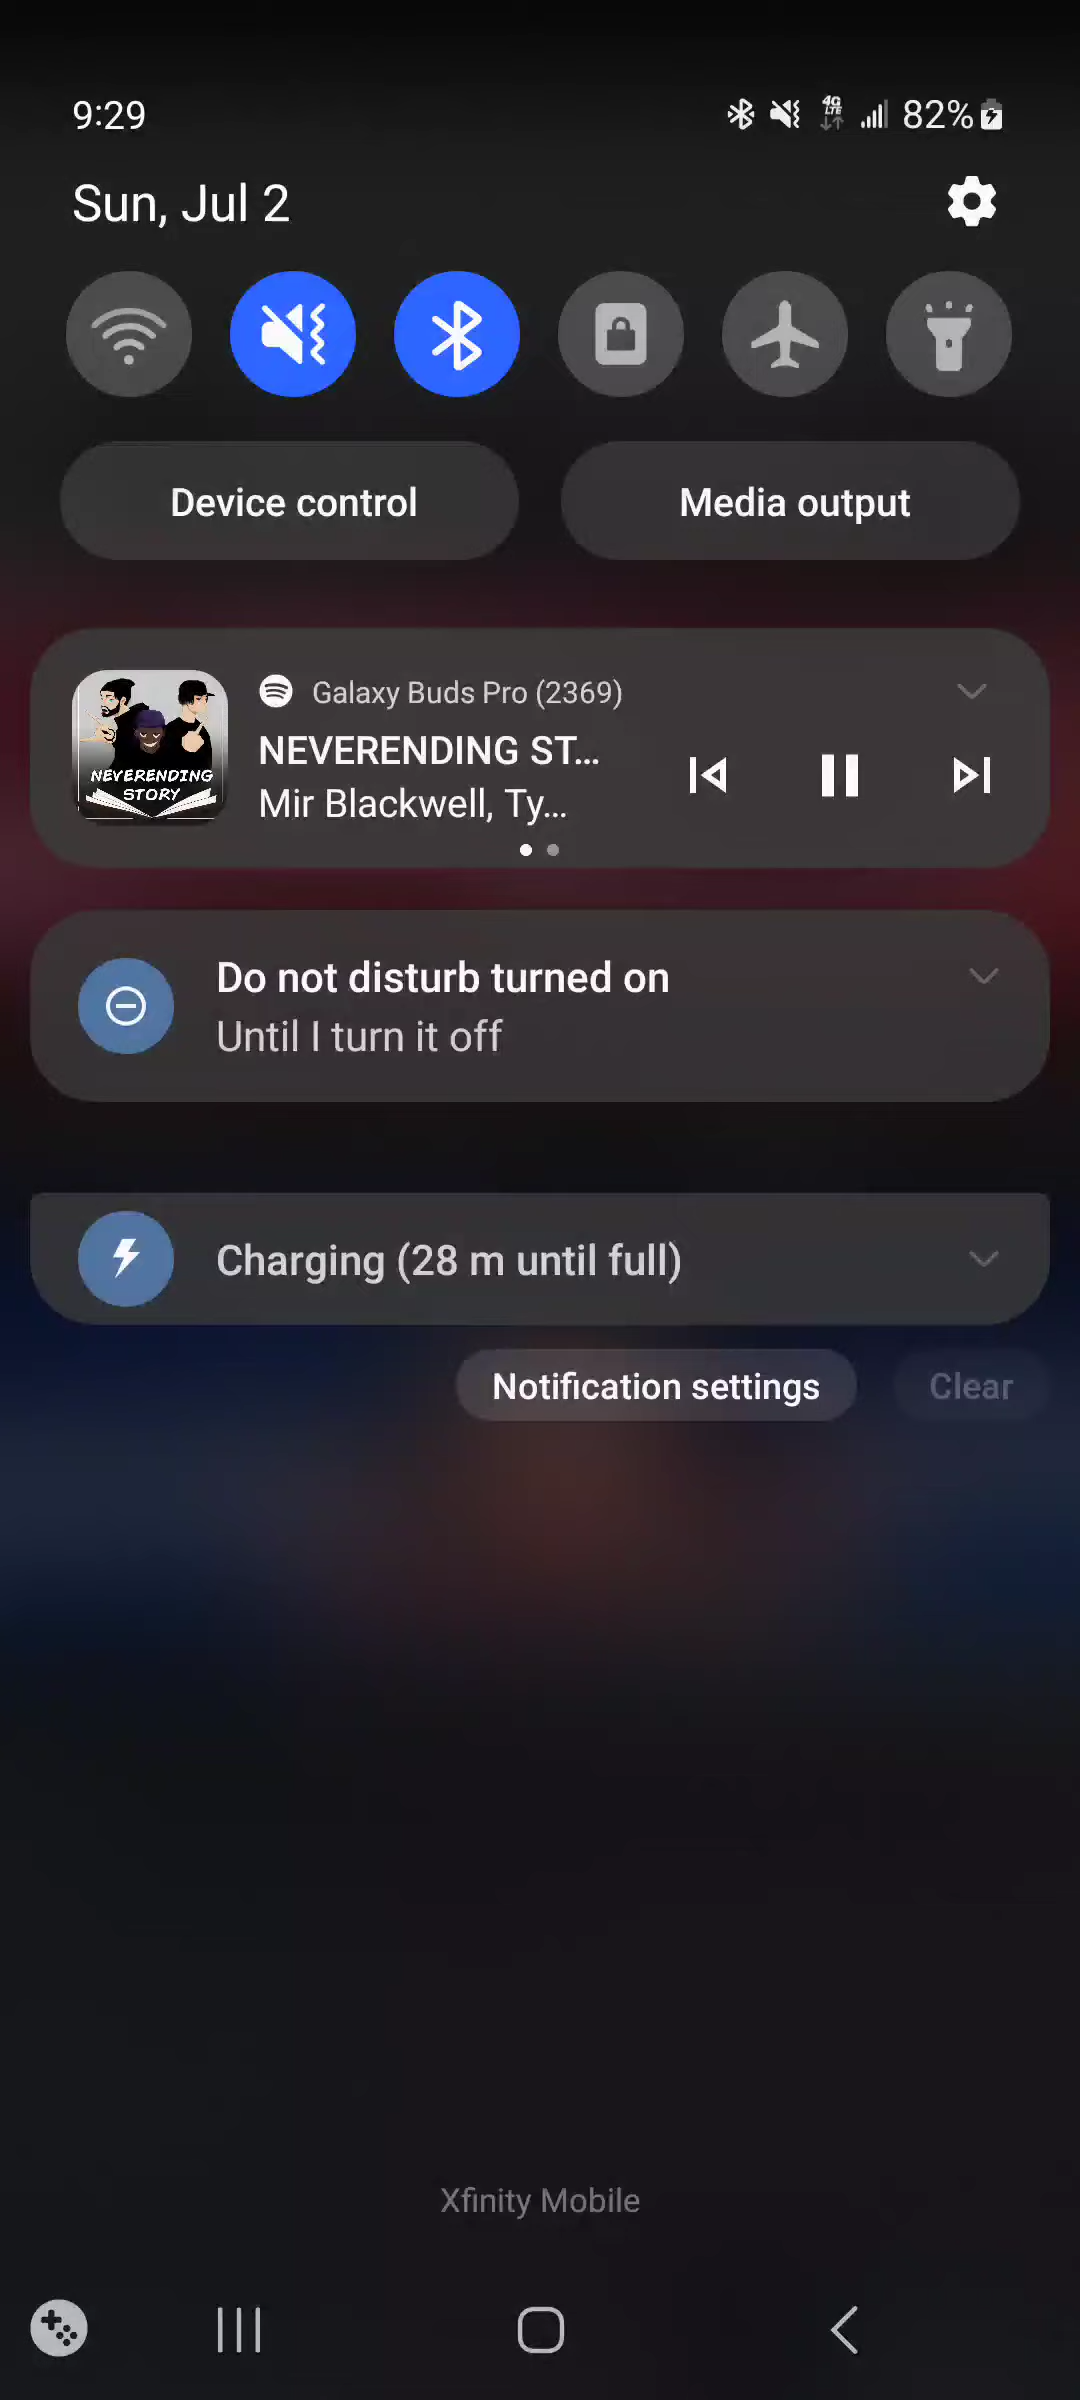 9:29
4G
LTE
82%
Sun, Jul 2
Device control
Media output
Galaxy Buds Pro (2369)
NEVERENDING ST...
Mir Blackwell, Ty...
NEVERENDING
STORY
Do not disturb turned on
Until I turn it off
Charging (28 m until full)
Notification settings
Clear
Xfinity Mobile